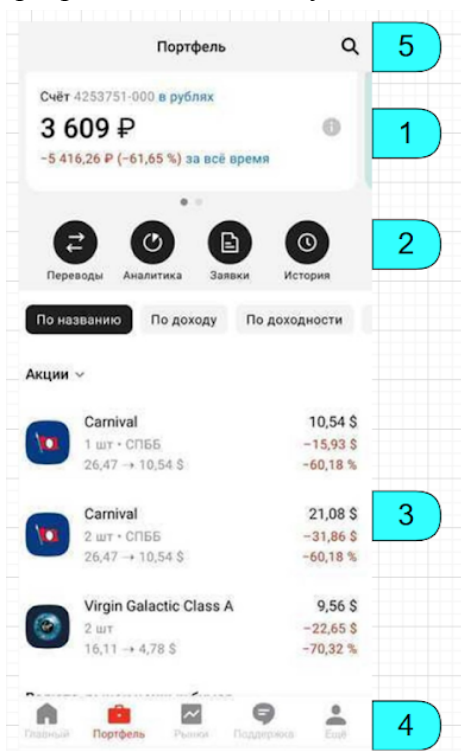 Портфель
5
Счёт 4253751-000 в рублях
3 609 ₽
1
−5 416,26 ₽ (−61,65 %) за всё время
2
Переводы Аналитика Заявки История
По названию По доходу По доходности
Акции
Carnival 10,54 $
1 шт • СПББ −15,93 $
26,47 → 10,54 $ −60,18 %
Carnival 21,08 $
3
2 шт • СПББ −31,86 $
26,47 → 10,54 $ −60,18 %
Virgin Galactic Class A 9,56 $
2 шт −22,65 $
16,11 → 4,78 $ −70,32 %
Главный Портфель Рынки Поддержка Ещё
4